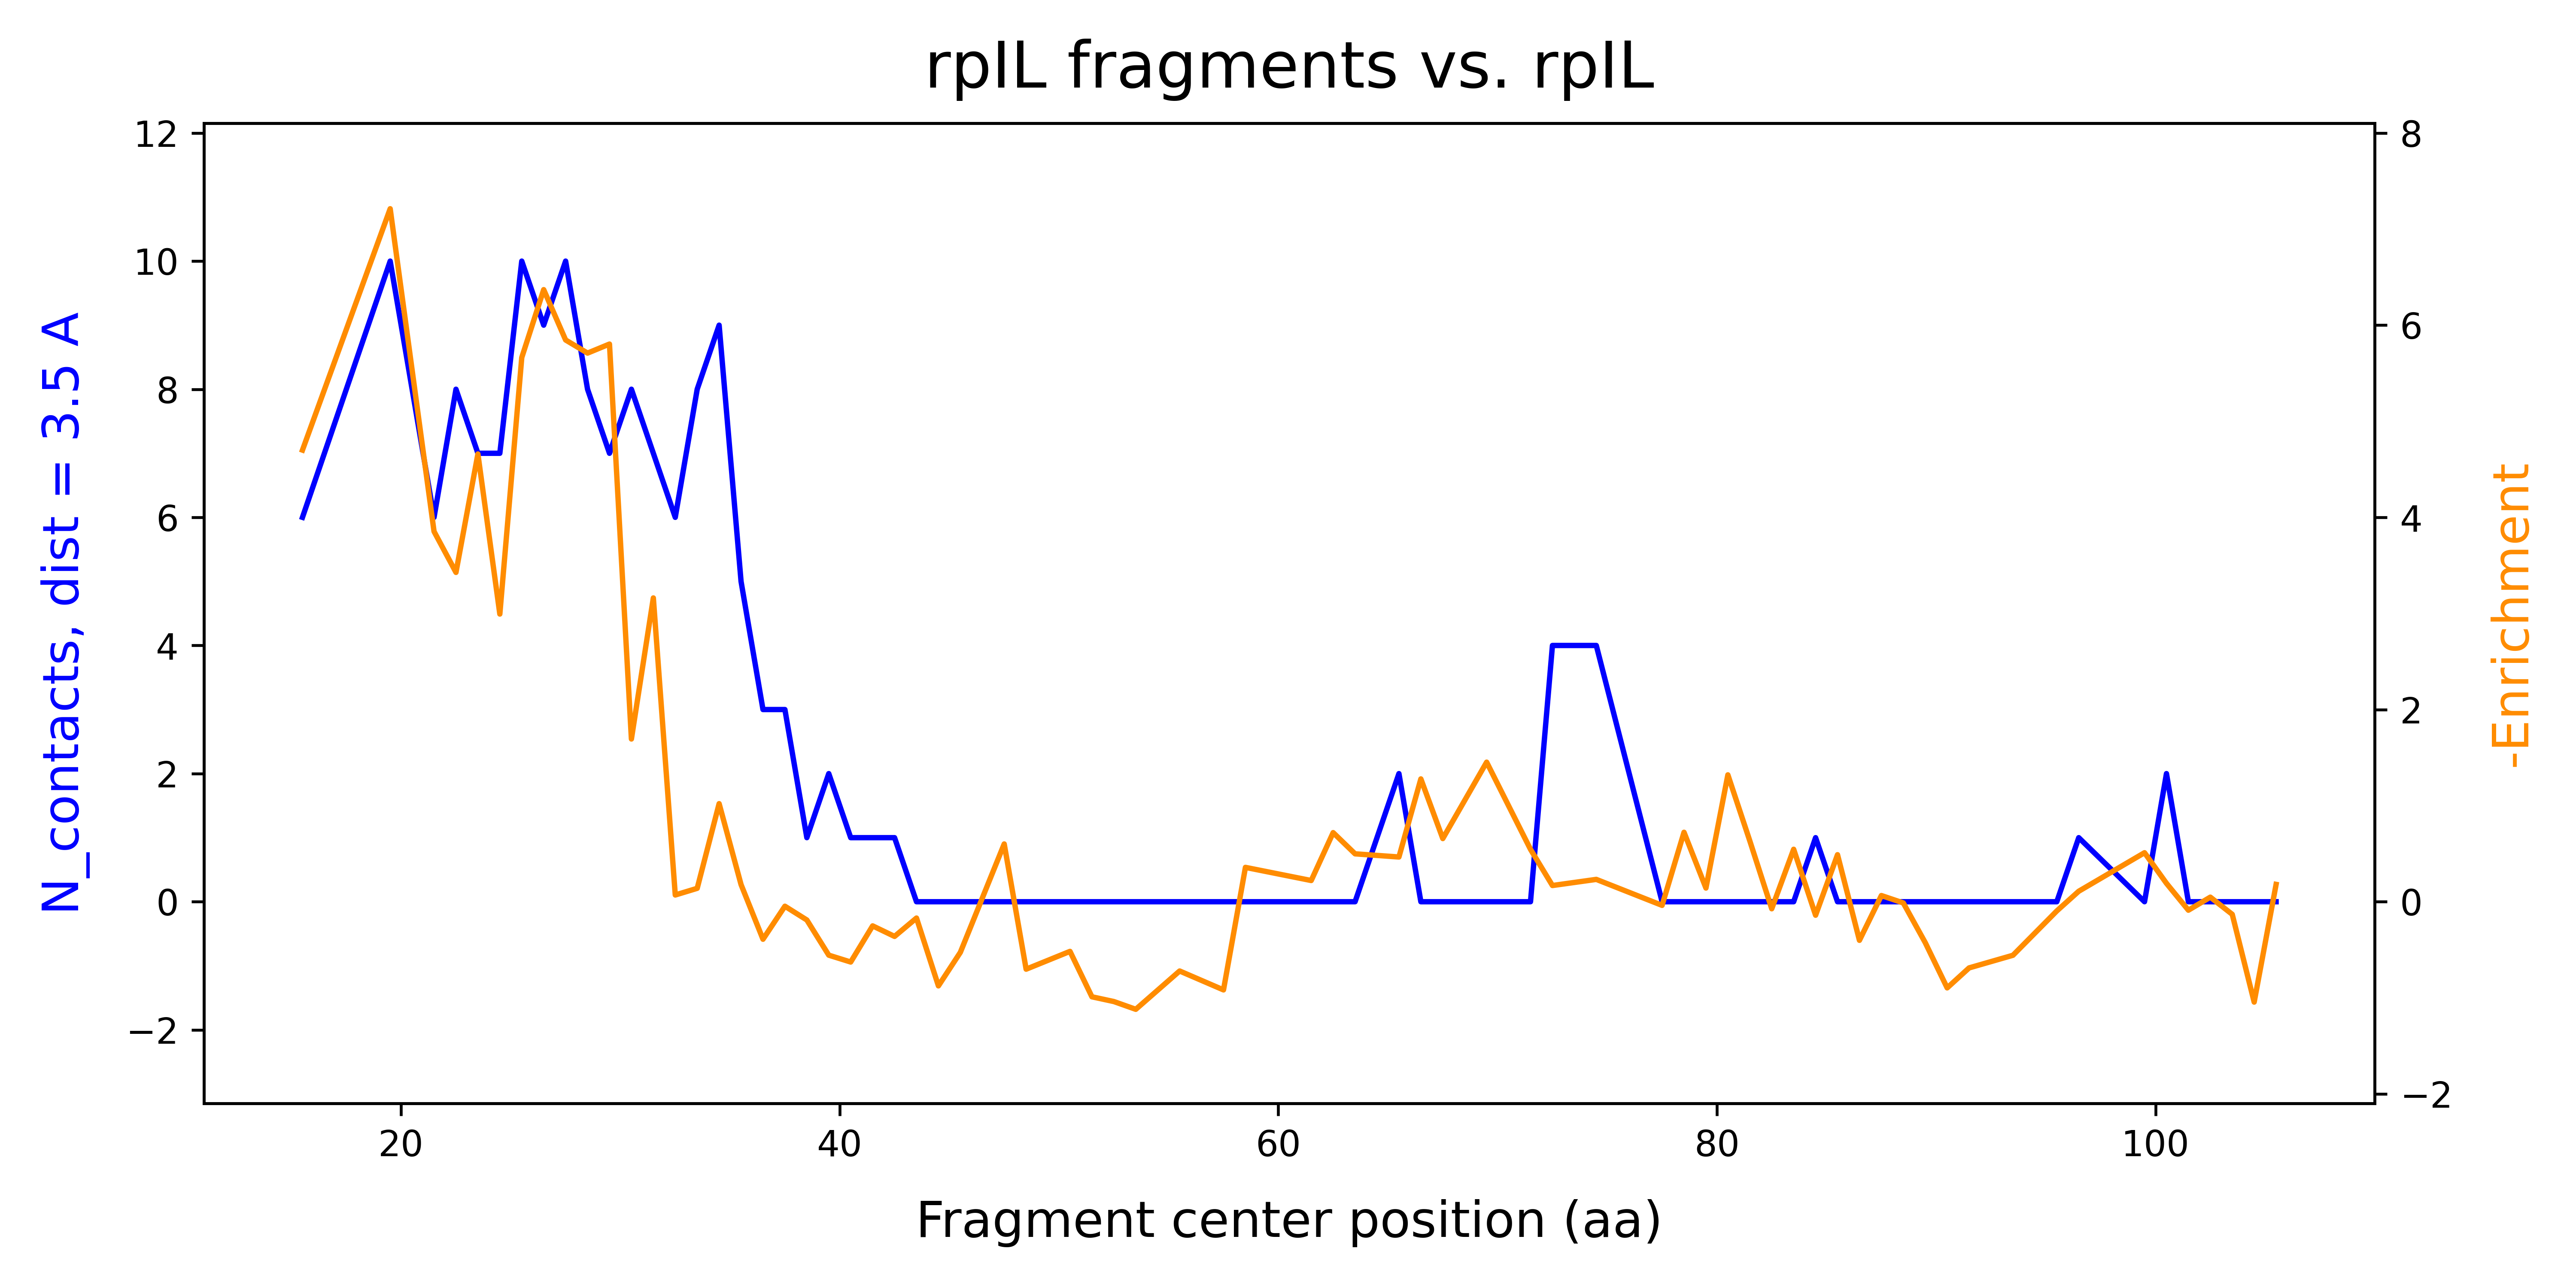 rplL fragments vs. rplL
12
10
8
6
4
2
0
−2
N_contacts, dist = 3.5 A
8
6
4
2
0
−2
-Enrichment
20 40 60 80 100
Fragment center position (aa)